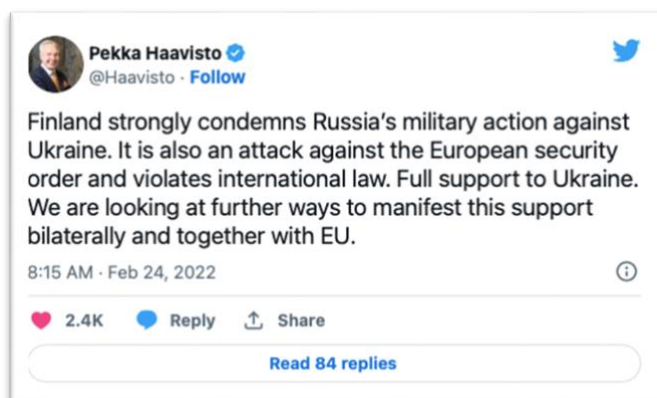 Pekka Haavisto
@Haavisto · Follow
Finland strongly condemns Russia's military action against
Ukraine. It is also an attack against the European security
order and violates international law. Full support to Ukraine.
We are looking at further ways to manifest this support
bilaterally and together with EU.
8:15 AM · Feb 24, 2022
2.4K Reply Share
Read 84 replies